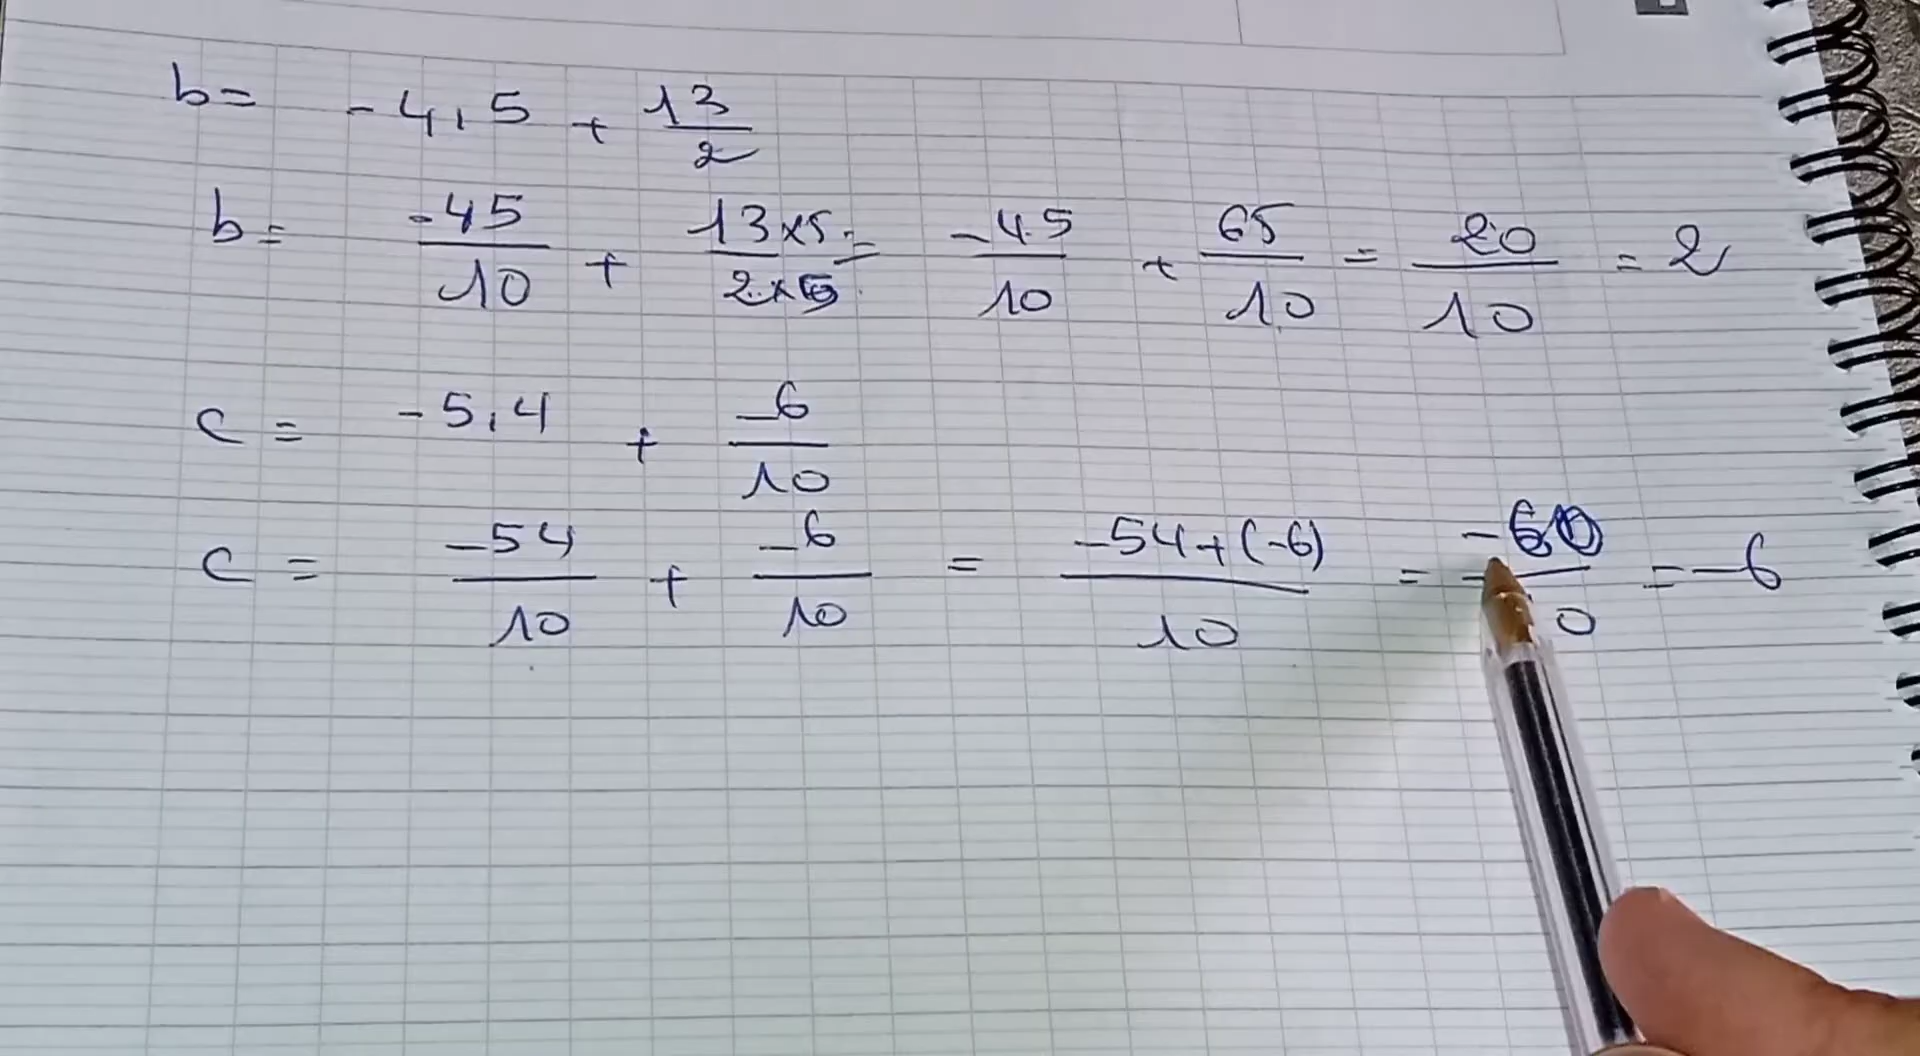 b = -4,5 + 13/2
b = -45/10 + 13×5/2×5 = -45/10 + 65/10 = 20/10 = 2
c = -5,4 + -6/10
c = -54/10 + -6/10 = -54+(-6)/10 = -60/10 = -6